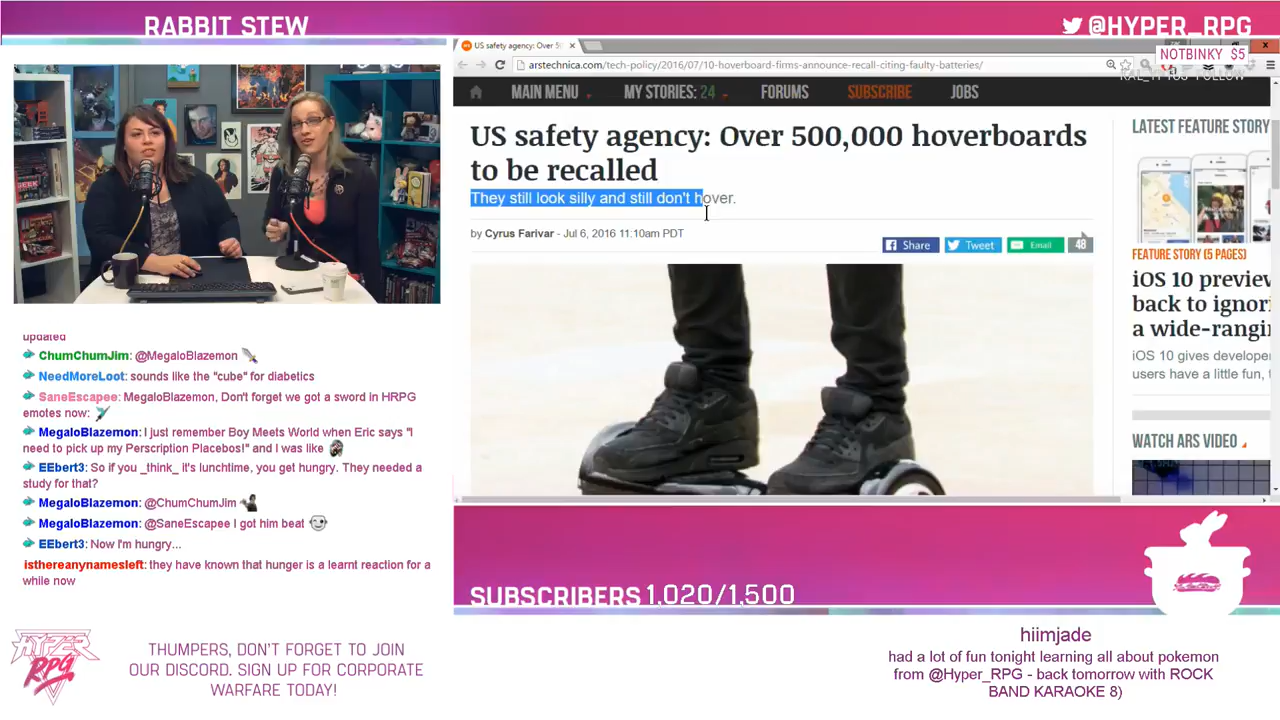 RABBIT STEW
@HYPER_RPG
NOTBINKY $5
US safety agency: Over 5
arstechnica.com/tech-policy/2016/07/10-hoverboard-firms-announce-recall-citing-faulty-batteries/
MAIN MENU
MY STORIES: 24
FORUMS
SUBSCRIBE
JOBS
US safety agency: Over 500,000 hoverboards
to be recalled
They still look silly and still don't hover.
by Cyrus Farivar - Jul 6, 2016 11:10am PDT
Share
Tweet
Email
48
LATEST FEATURE STORY
FEATURE STORY (5 PAGES)
iOS 10 preview
back to ignori
a wide-ranging
iOS 10 gives developer
users have a little fun, t
WATCH ARS VIDEO
updated
ChumChumJim: @MegaloBlazemon
NeedMoreLoot: sounds like the "cube" for diabetics
SaneEscapee: MegaloBlazemon, Don't forget we got a sword in HRPG
emotes now:
MegaloBlazemon: I just remember Boy Meets World when Eric says "I
need to pick up my Perscription Placebos!" and I was like
EEbert3: So if you _think_ it's lunchtime, you get hungry. They needed a
study for that?
MegaloBlazemon: @ChumChumJim
MegaloBlazemon: @SaneEscapee I got him beat
EEbert3: Now I'm hungry...
isthereanynamesleft: they have known that hunger is a learnt reaction for a
while now
SUBSCRIBERS 1,020/1,500
HYPER
RPG
THUMPERS, DON'T FORGET TO JOIN
OUR DISCORD. SIGN UP FOR CORPORATE
WARFARE TODAY!
hiimjade
had a lot of fun tonight learning all about pokemon
from @Hyper_RPG - back tomorrow with ROCK
BAND KARAOKE 8)